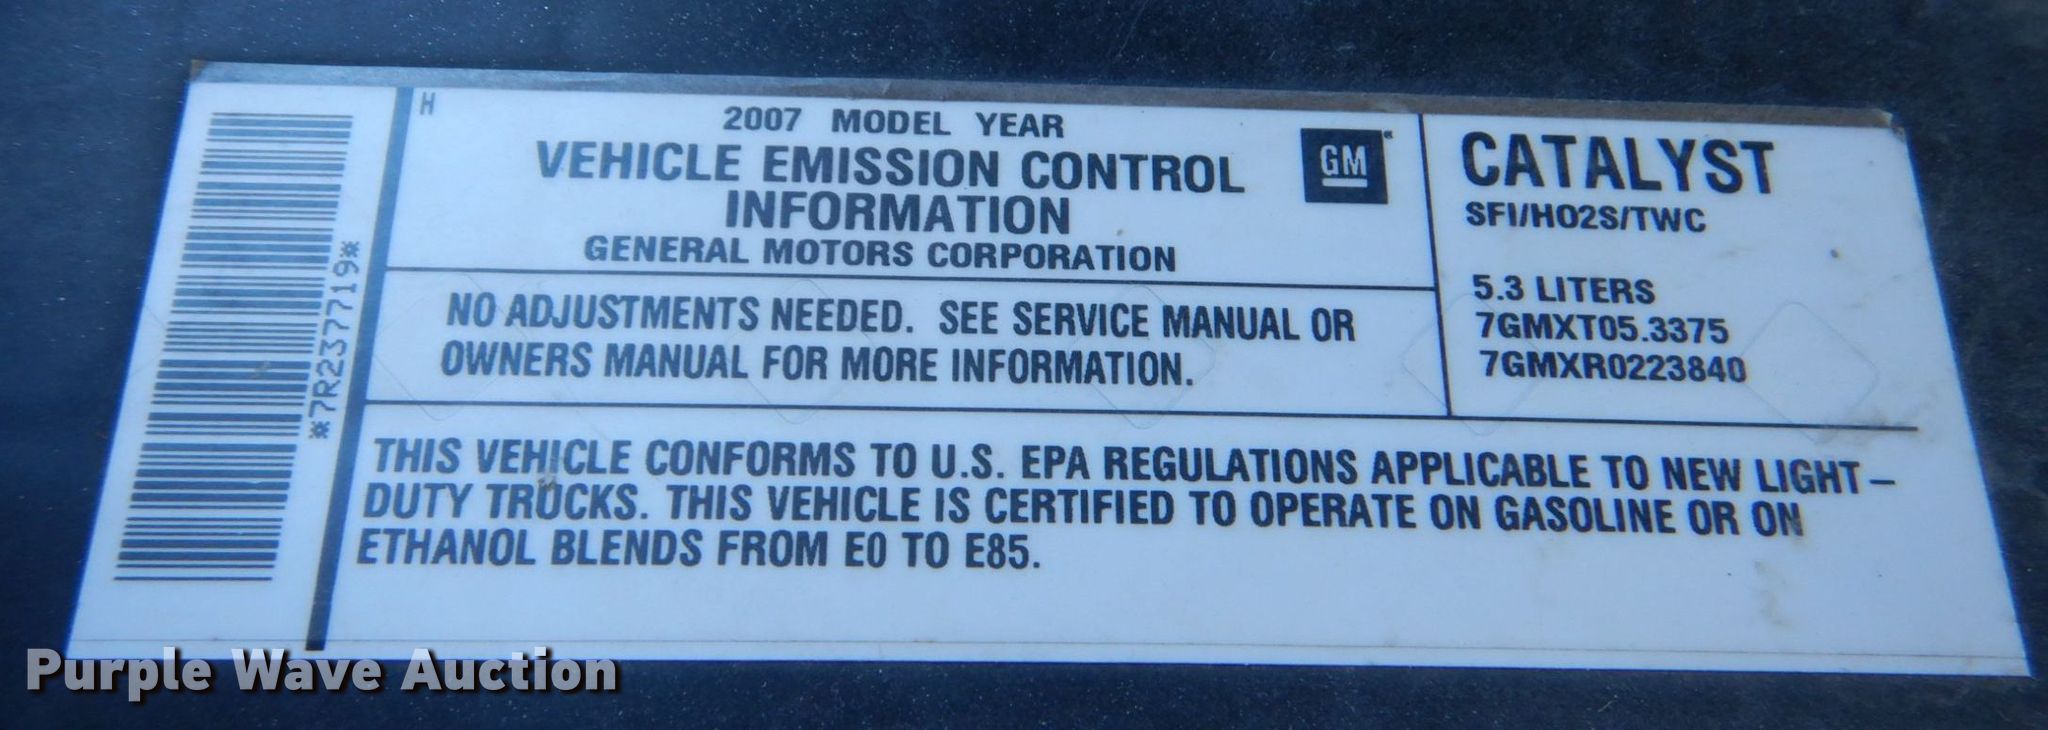 *7R237719*
H
2007 MODEL YEAR
VEHICLE EMISSION CONTROL
INFORMATION
GENERAL MOTORS CORPORATION
GM
NO ADJUSTMENTS NEEDED. SEE SERVICE MANUAL OR
OWNERS MANUAL FOR MORE INFORMATION.
CATALYST
SFI/HO2S/TWC
5.3 LITERS
7GMXT05.3375
7GMXR0223840
THIS VEHICLE CONFORMS TO U.S. EPA REGULATIONS APPLICABLE TO NEW LIGHT-
DUTY TRUCKS. THIS VEHICLE IS CERTIFIED TO OPERATE ON GASOLINE OR ON
ETHANOL BLENDS FROM E0 TO E85.
Purple Wave Auction